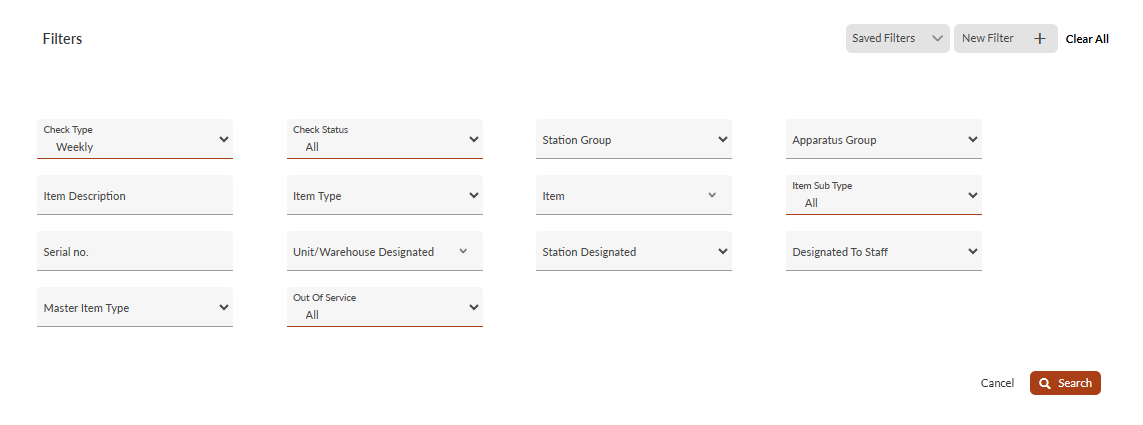 Filters
Saved Filters
New Filter
Clear All
Check Type
Weekly
Check Status
All
Station Group
Apparatus Group
Item Description
Item Type
Item
Item Sub Type
All
Serial no.
Unit/Warehouse Designated
Station Designated
Designated To Staff
Master Item Type
Out Of Service
All
Cancel
Search